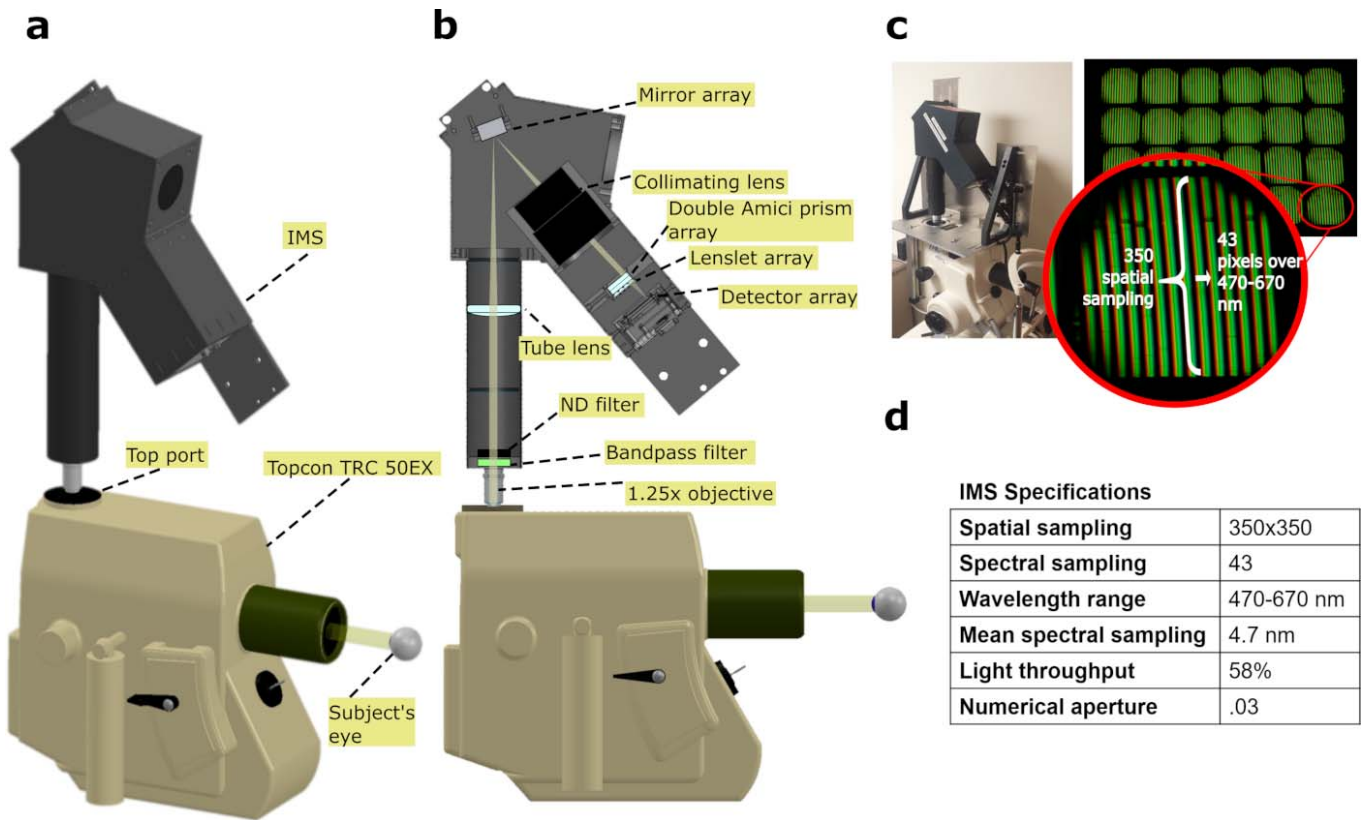 a
IMS
Top port
Topcon TRC 50EX
Subject's
eye
b
Mirror array
Collimating lens
Double Amici prism
array
Lenslet array
Detector array
Tube lens
ND filter
Bandpass filter
1.25x objective
c
350
spatial
sampling
43
pixels over
470-670
nm
d
IMS Specifications
Spatial sampling 350x350
Spectral sampling 43
Wavelength range 470-670 nm
Mean spectral sampling 4.7 nm
Light throughput 58%
Numerical aperture .03